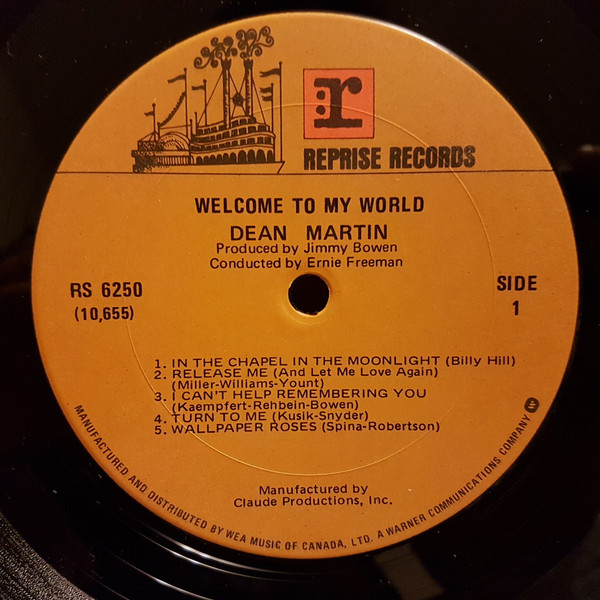 r
REPRISE RECORDS
WELCOME TO MY WORLD
DEAN MARTIN
Produced by Jimmy Bowen
Conducted by Ernie Freeman
RS 6250
(10,655)
SIDE
1
1. IN THE CHAPEL IN THE MOONLIGHT (Billy Hill)
2. RELEASE ME (And Let Me Love Again)
(Miller-Williams-Yount)
3. I CAN'T HELP REMEMBERING YOU
(Kaempfert-Rehbein-Bowen)
4. TURN TO ME (Kusik-Snyder)
5. WALLPAPER ROSES (Spina-Robertson)
Manufactured by
Claude Productions, Inc.
MANUFACTURED AND DISTRIBUTED BY WEA MUSIC OF CANADA, LTD. A WARNER COMMUNICATIONS COMPANY